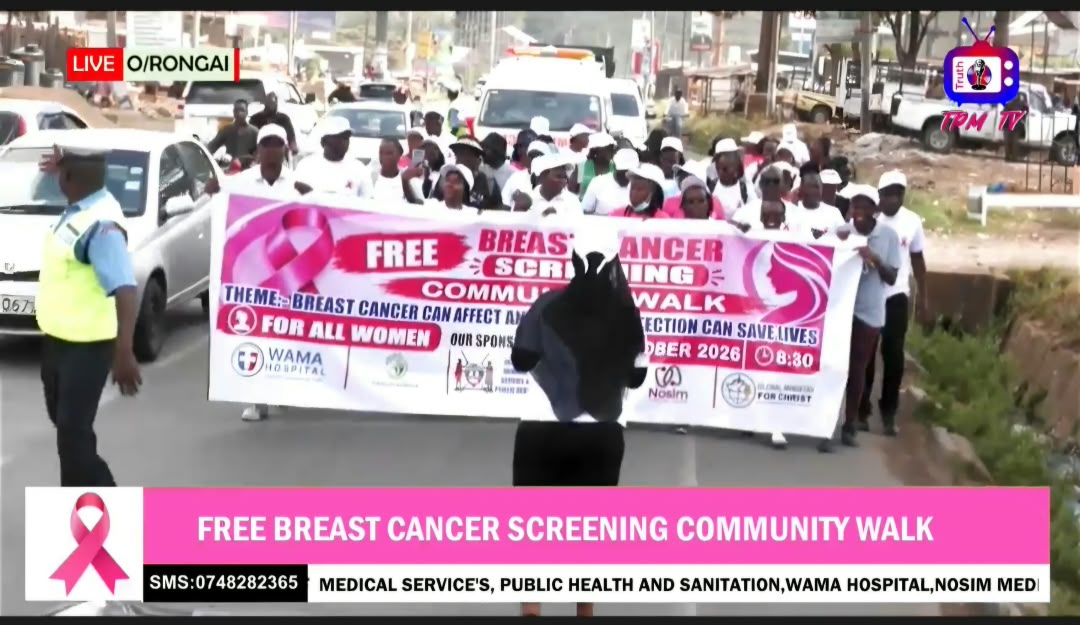 LIVE O/RONGAI
Truth
TPM TV
FREE BREAST CANCER
SCREENING
COMMUNITY WALK
THEME:- BREAST CANCER CAN AFFECT AN DETECTION CAN SAVE LIVES
FOR ALL WOMEN
OUR SPONS
OBER 2026
8:30
WAMA
HOSPITAL
Nosim
GLOBAL MINISTRY
FOR CHRIST
FREE BREAST CANCER SCREENING COMMUNITY WALK
SMS:0748282365
MEDICAL SERVICE'S, PUBLIC HEALTH AND SANITATION,WAMA HOSPITAL,NOSIM MEDI